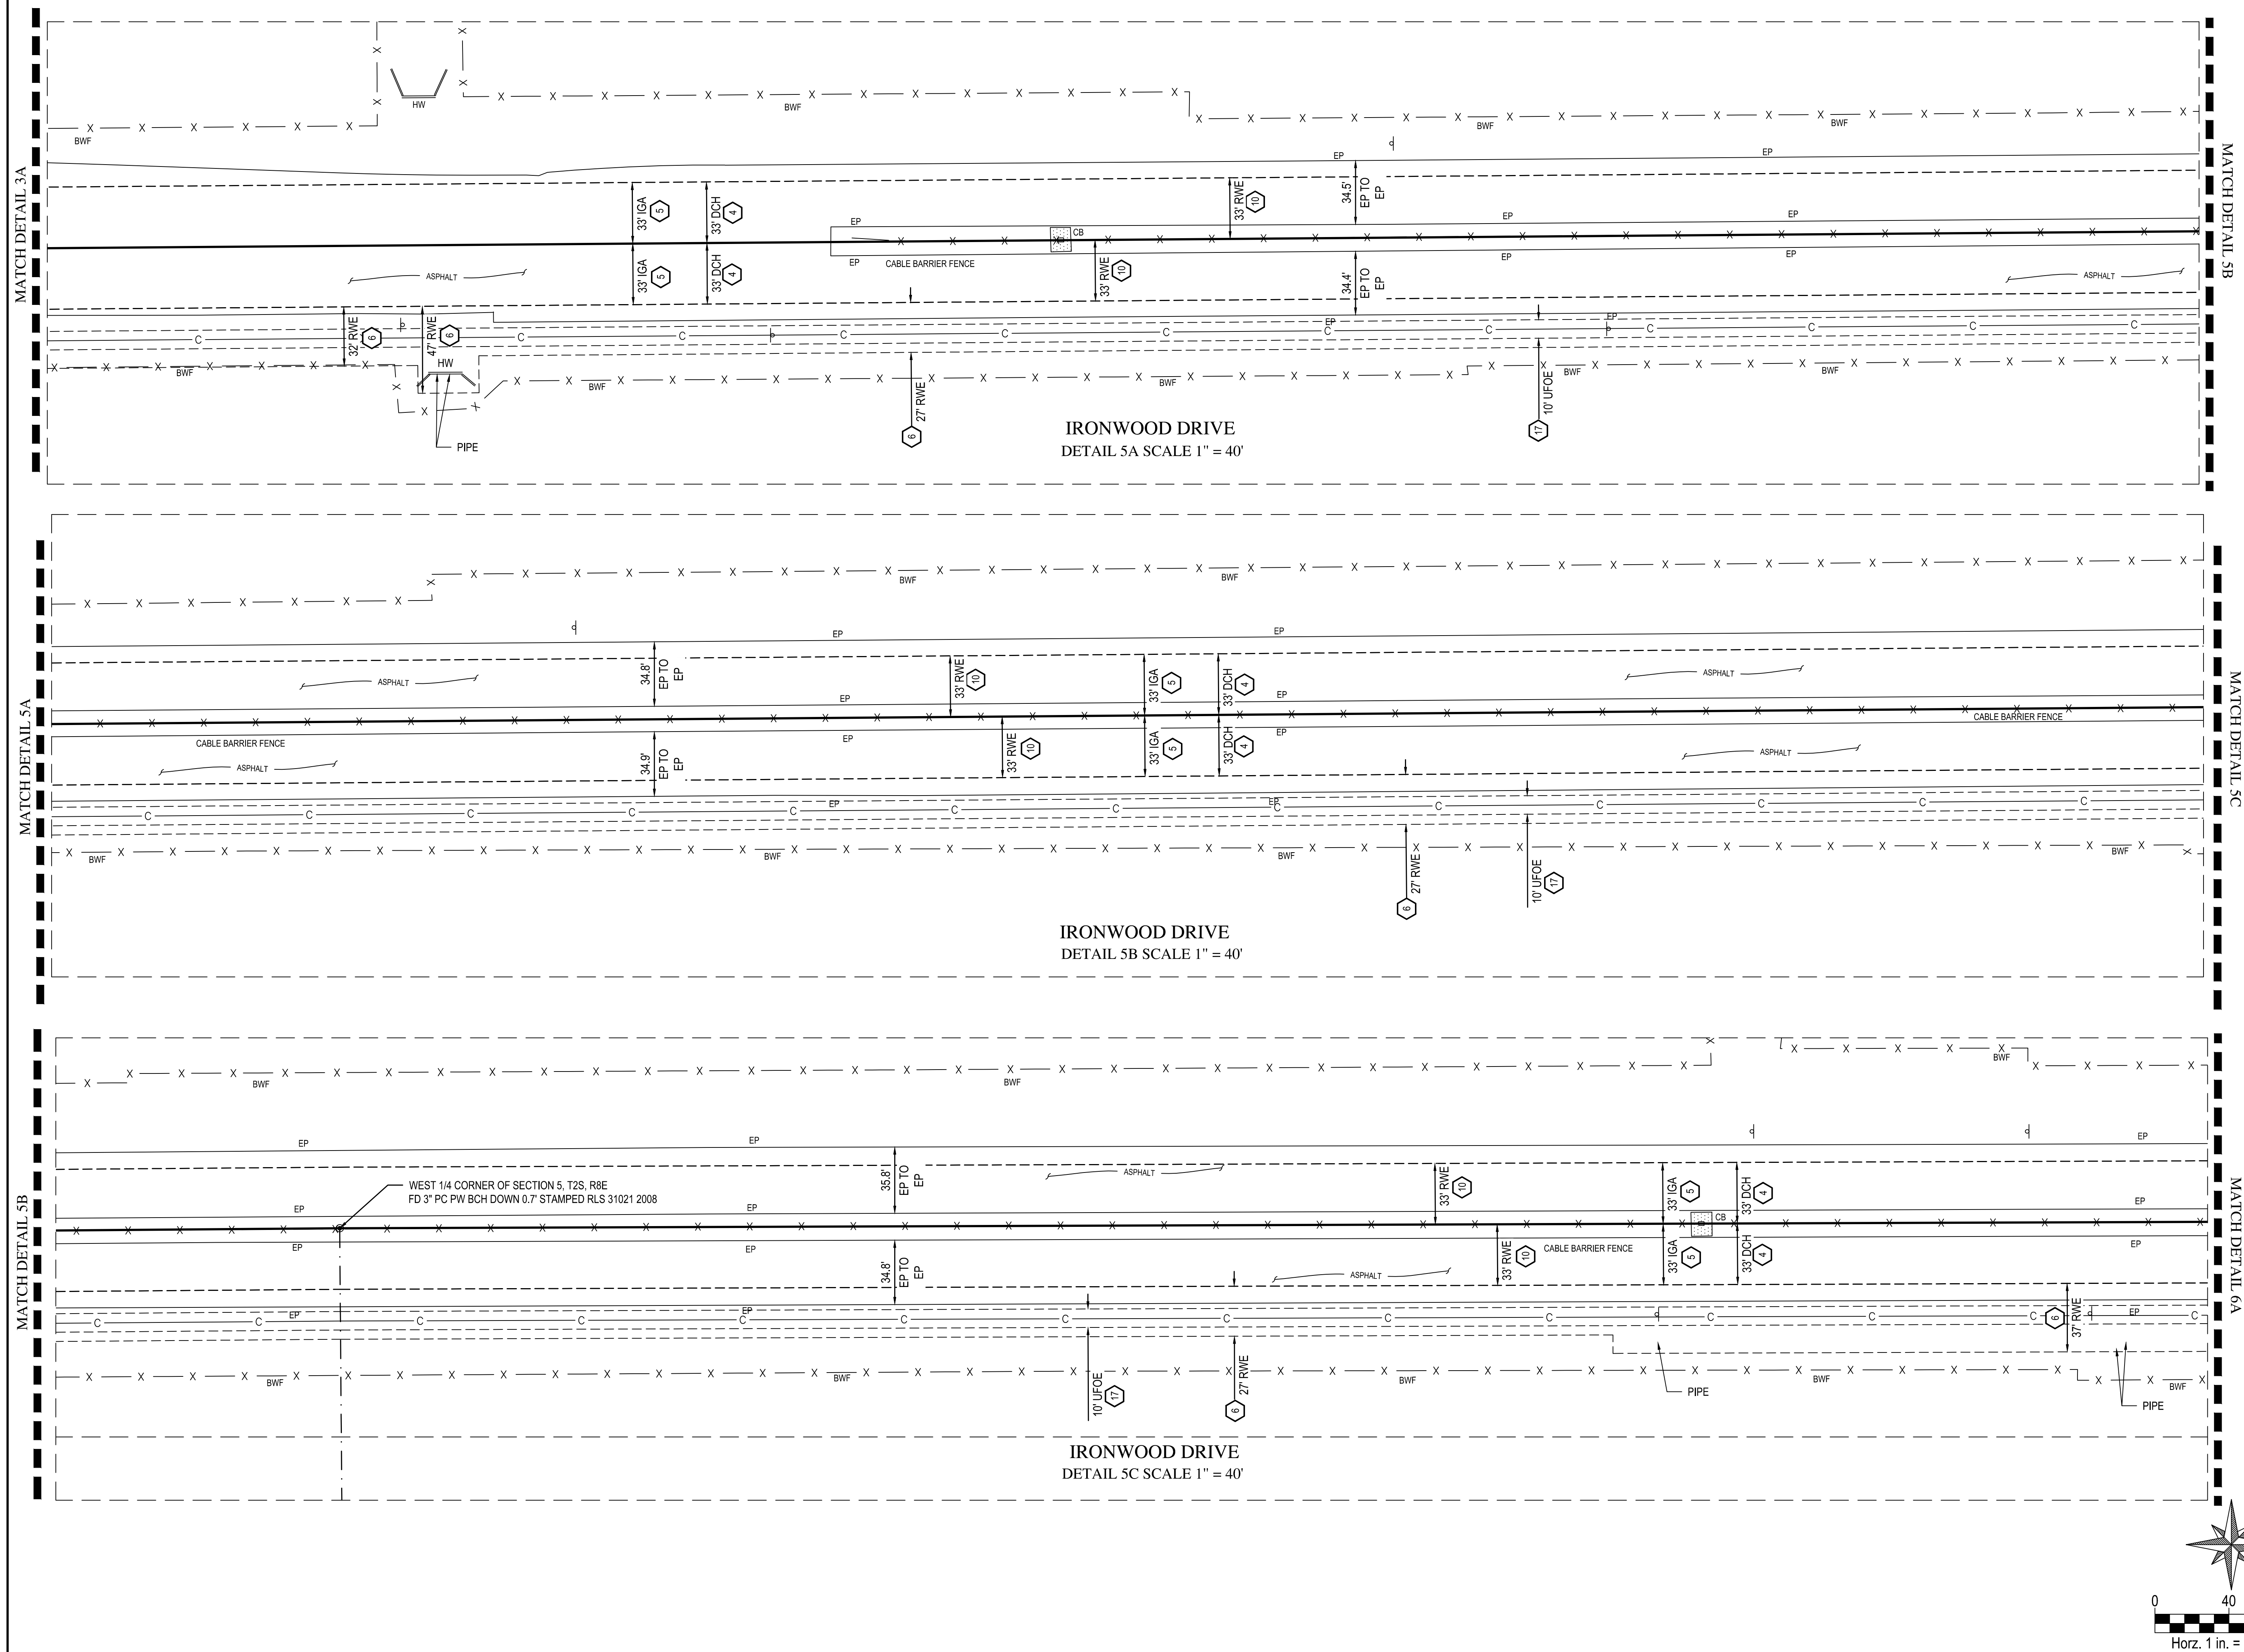 MATCH DETAIL 3A
HW
BWF
BWF
BWF
BWF
EP
EP
33' IGA 5
33' DCH 4
33' RWE 10
34.5' EP TO EP
EP
CB
EP
EP
33' IGA 5
33' DCH 4
EP
CABLE BARRIER FENCE
33' RWE 10
34.4' EP TO EP
EP
EP
ASPHALT
ASPHALT
32' RWE 6
47' RWE 6
EP
EP
C C C C C C C C C C C C C
HW
BWF
BWF
BWF
BWF
BWF
27' RWE
6
10' UFOE
17
PIPE
MATCH DETAIL 5B
IRONWOOD DRIVE
DETAIL 5A SCALE 1" = 40'
MATCH DETAIL 5A
BWF
BWF
EP
EP
34.8' EP TO EP
33' RWE 10
33' IGA 5
33' DCH 4
ASPHALT
ASPHALT
EP
EP
CABLE BARRIER FENCE
CABLE BARRIER FENCE
EP
EP
34.9' EP TO EP
33' RWE 10
33' IGA 5
33' DCH 4
ASPHALT
ASPHALT
EP
EP
C C C C C C C C C C C C C
BWF
BWF
BWF
BWF
27' RWE
6
10' UFOE 17
MATCH DETAIL 5C
IRONWOOD DRIVE
DETAIL 5B SCALE 1" = 40'
MATCH DETAIL 5B
BWF
BWF
BWF
EP
EP
EP
WEST 1/4 CORNER OF SECTION 5, T2S, R8E
FD 3" PC PW BCH DOWN 0.7' STAMPED RLS 31021 2008
35.8' EP TO EP
ASPHALT
33' RWE 10
33' IGA 5
33' DCH 4
EP
EP
EP
CB
EP
EP
EP
34.8' EP TO EP
33' RWE 10
CABLE BARRIER FENCE
33' IGA 5
33' DCH 4
ASPHALT
EP
EP
EP
C C C C C C C C C C C C C C
37' RWE 6
BWF
BWF
BWF
BWF
BWF
10' UFOE 17
27' RWE
6
PIPE
PIPE
MATCH DETAIL 6A
IRONWOOD DRIVE
DETAIL 5C SCALE 1" = 40'
0 40
Horz. 1 in. =